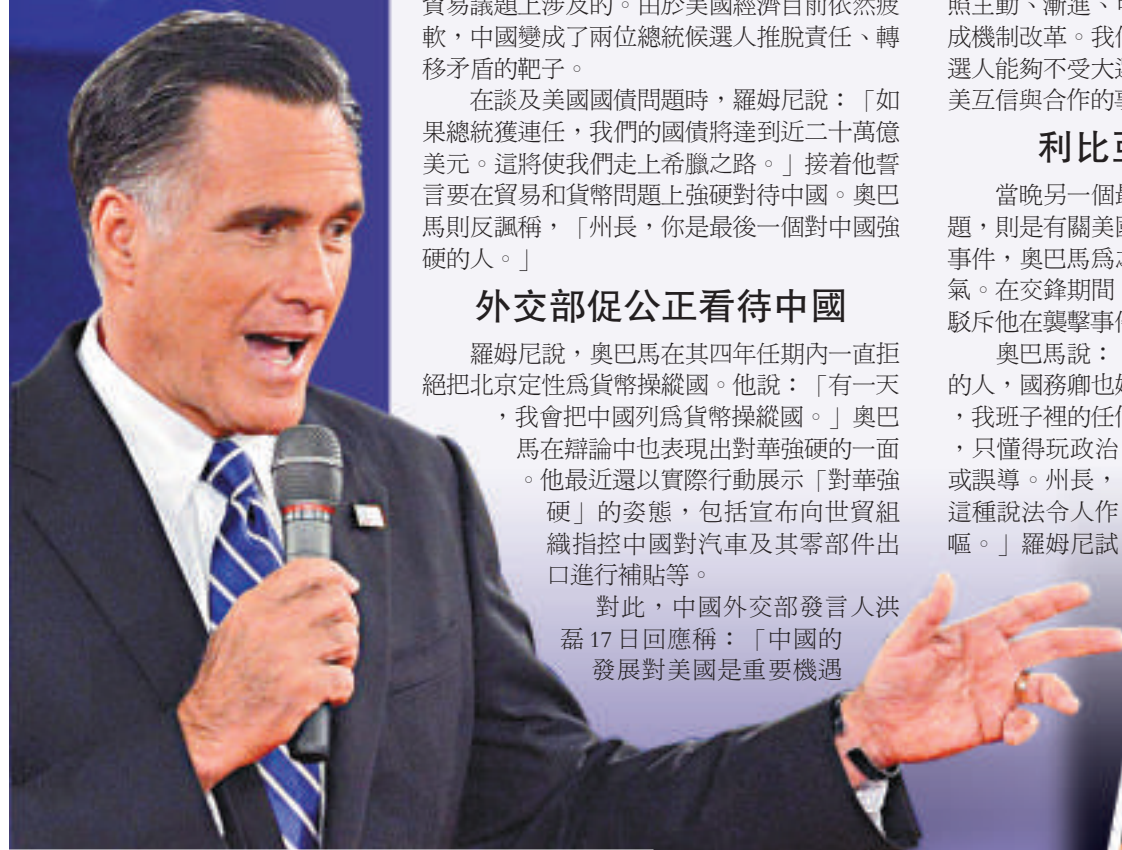 貿易議題上涉及的。由於美國經濟目前依然疲
軟，中國變成了兩位總統候選人推脫責任、轉
移矛盾的靶子。
在談及美國國債問題時，羅姆尼說：「如
果總統獲連任，我們的國債將達到近二十萬億
美元。這將使我們走上希臘之路。」接着他誓
言要在貿易和貨幣問題上強硬對待中國。奧巴
馬則反諷稱，「州長，你是最後一個對中國強
硬的人。」
外交部促公正看待中國
羅姆尼說，奧巴馬在其四年任期內一直拒
絕把北京定性爲貨幣操縱國。他說：「有一天
，我會把中國列爲貨幣操縱國。」奧巴
馬在辯論中也表現出對華強硬的一面
。他最近還以實際行動展示「對華強
硬」的姿態，包括宣布向世貿組
織指控中國對汽車及其零部件出
口進行補貼等。
對此，中國外交部發言人洪
磊17日回應稱：「中國的
發展對美國是重要機遇
照主動、漸進、
成機制改革。我
選人能夠不受大
美互信與合作的
利比
當晚另一個
題，則是有關美
事件，奧巴馬爲
氣。在交鋒期間
駁斥他在襲擊事
奧巴馬說：
的人，國務卿也
，我班子裡的任
，只懂得玩政治
或誤導。州長，
這種說法令人作
嘔。」羅姆尼試